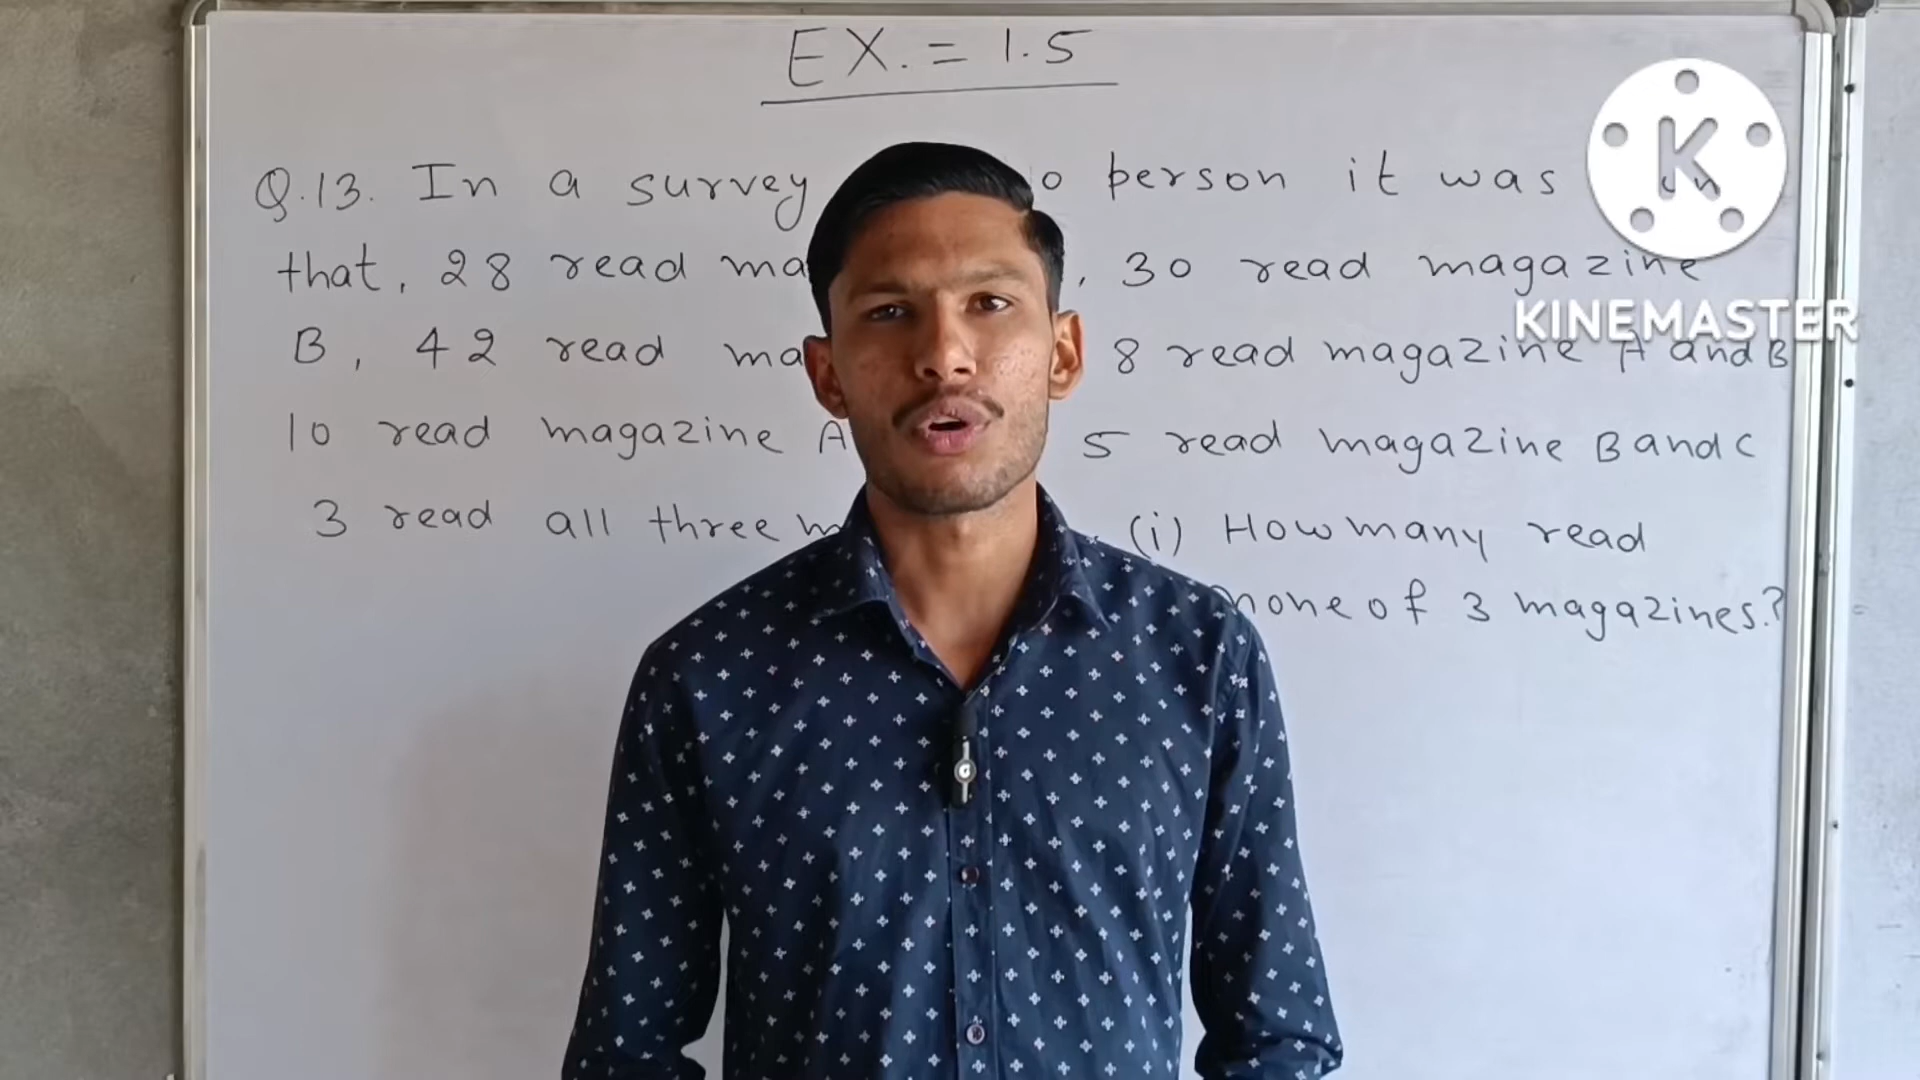 EX. = 1.5
Q.13. In a survey person it was
that, 28 read , 30 read magazine
B, 42 read 8 read magazine A and B
10 read magazine A 5 read magazine B and C
3 read all three (i) How many read
none of 3 magazines.?
K
KINEMASTER